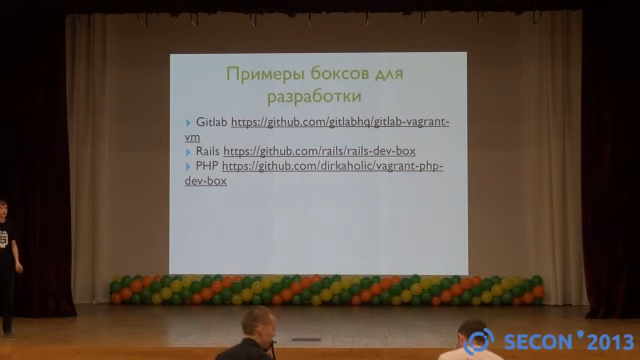 Примеры боксов для
разработки
Gitlab https://github.com/gitlabhq/gitlab-vagrant-
vm
Rails https://github.com/rails/rails-dev-box
PHP https://github.com/dirkaholic/vagrant-php-
dev-box
SECON'2013